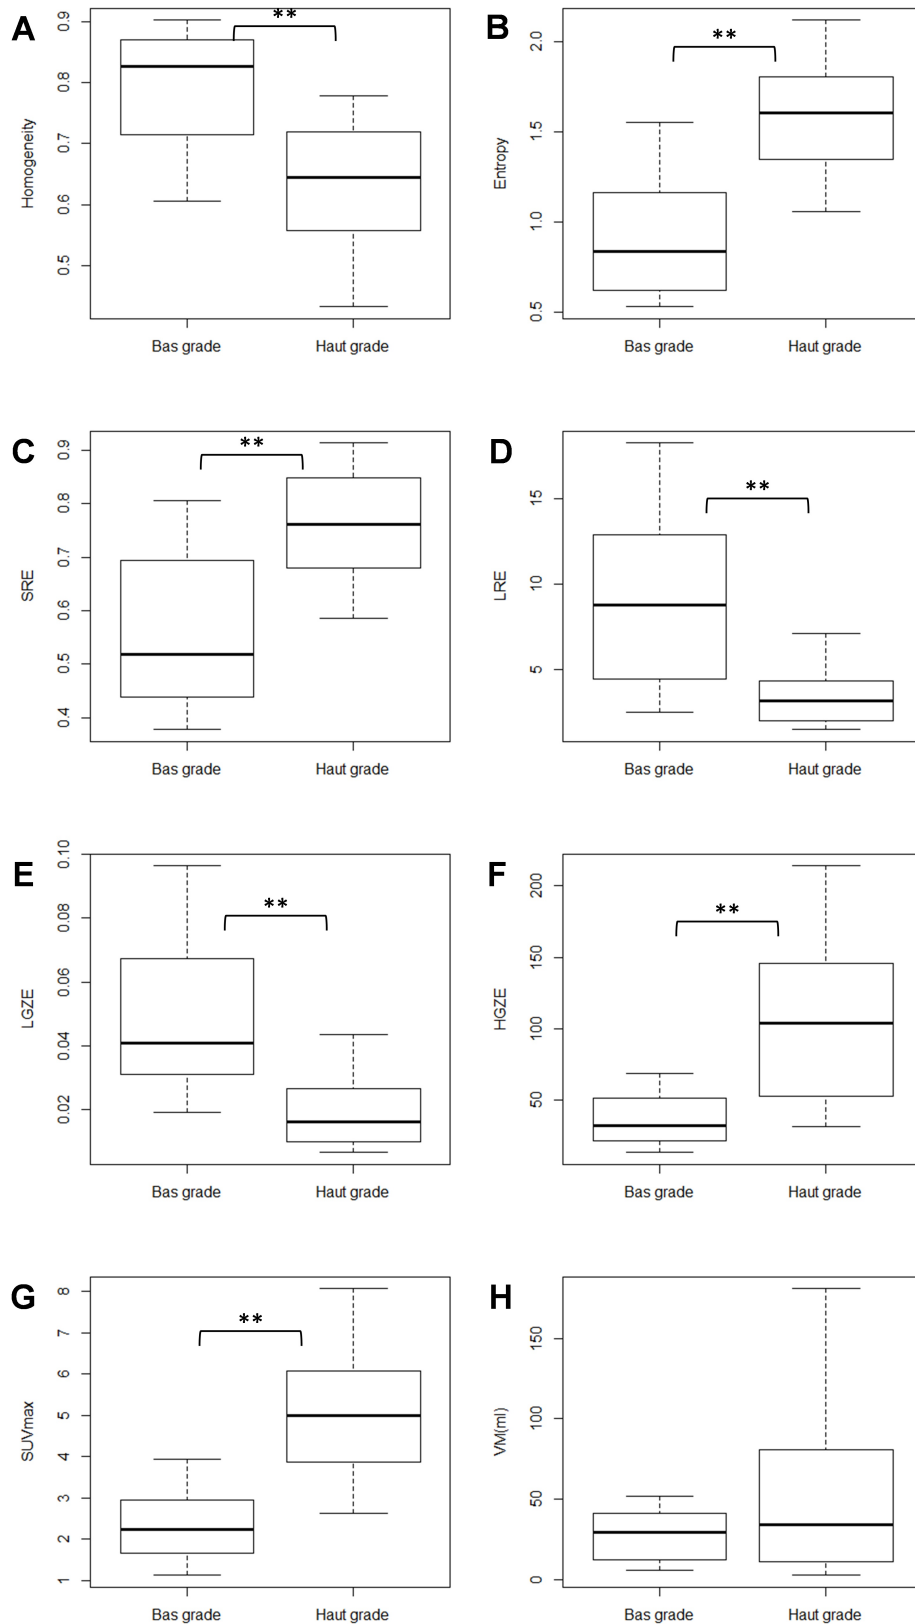 A
**
Homogeneity
0.9
0.8
0.7
0.6
0.5
Bas grade
Haut grade
B
**
Entropy
2.0
1.5
1.0
0.5
Bas grade
Haut grade
C
**
SRE
0.9
0.8
0.7
0.6
0.5
0.4
Bas grade
Haut grade
D
**
LRE
15
10
5
Bas grade
Haut grade
E
**
LGZE
0.10
0.08
0.06
0.04
0.02
Bas grade
Haut grade
F
**
HGZE
200
150
100
50
Bas grade
Haut grade
G
**
SUVmax
8
7
6
5
4
3
2
1
Bas grade
Haut grade
H
VM(ml)
150
100
50
0
Bas grade
Haut grade